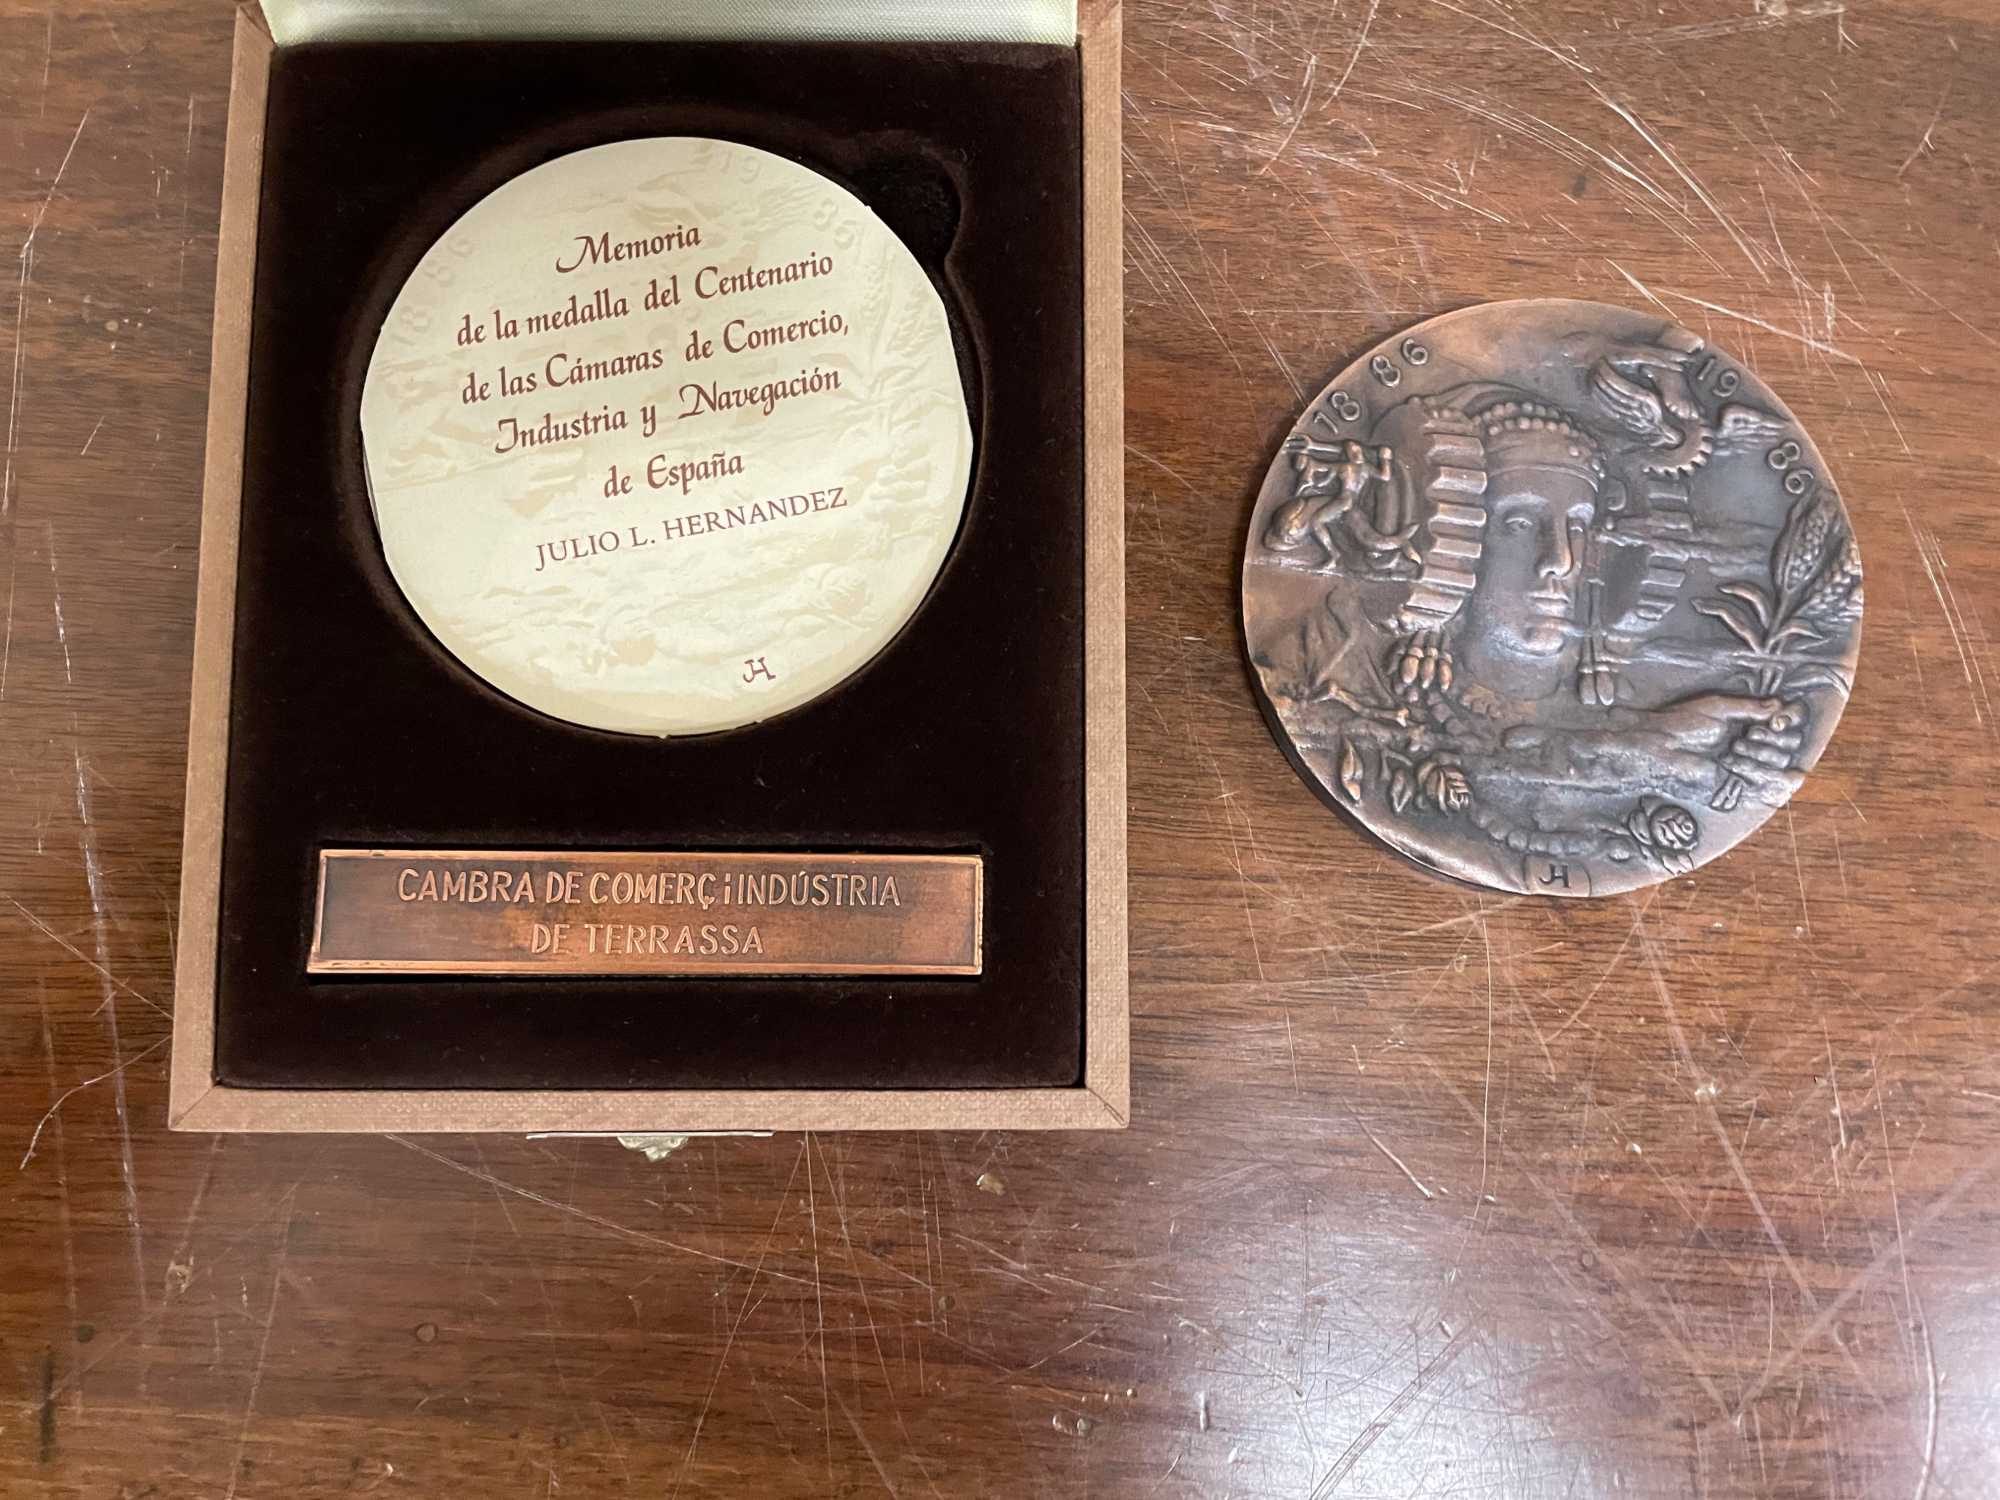 Memoria
de la medalla del Centenario
de las Cámaras de Comercio,
Industria y Navegación
de España
JULIO L. HERNANDEZ
JH
CAMBRA DE COMERÇ i INDÚSTRIA
DE TERRASSA
1886
1986
JH